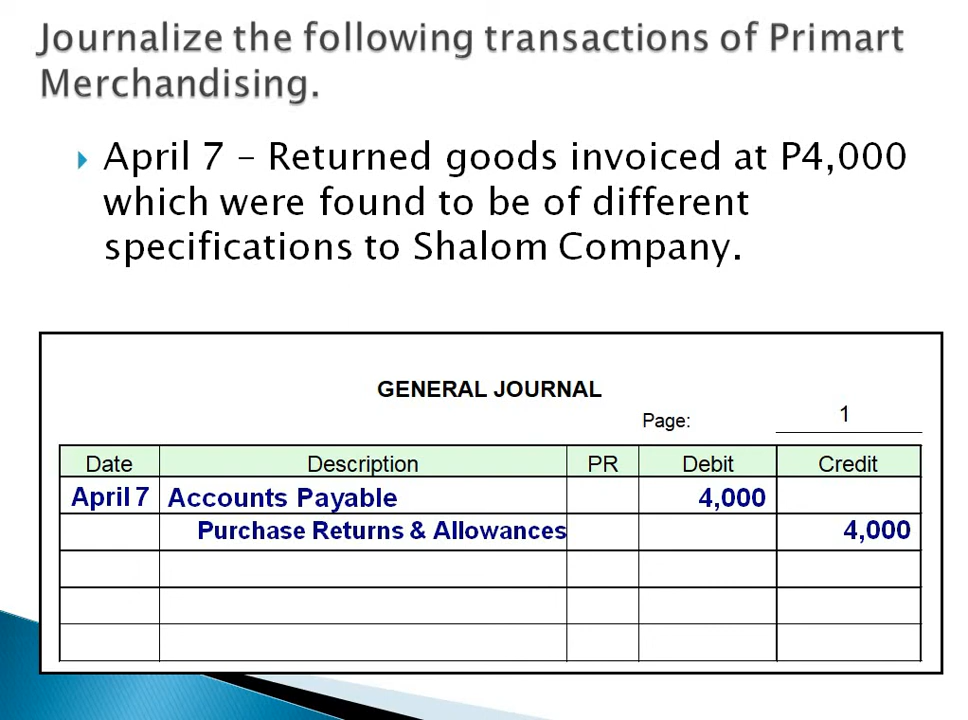 Journalize the following transactions of Primart
Merchandising.
April 7 – Returned goods invoiced at P4,000
which were found to be of different
specifications to Shalom Company.
GENERAL JOURNAL
Page: 1
Date Description PR Debit Credit
April 7 Accounts Payable 4,000
Purchase Returns & Allowances 4,000